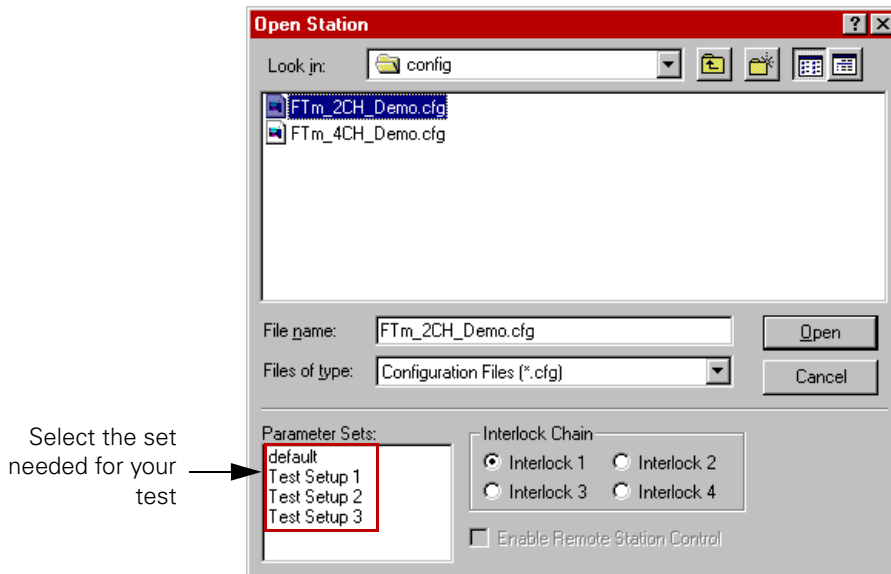 Open Station
Look in: config
FTm_2CH_Demo.cfg
FTm_4CH_Demo.cfg
File name: FTm_2CH_Demo.cfg Open
Files of type: Configuration Files (*.cfg) Cancel
Select the set
needed for your
test
Parameter Sets:
default
Test Setup 1
Test Setup 2
Test Setup 3
Interlock Chain
Interlock 1 Interlock 2
Interlock 3 Interlock 4
Enable Remote Station Control